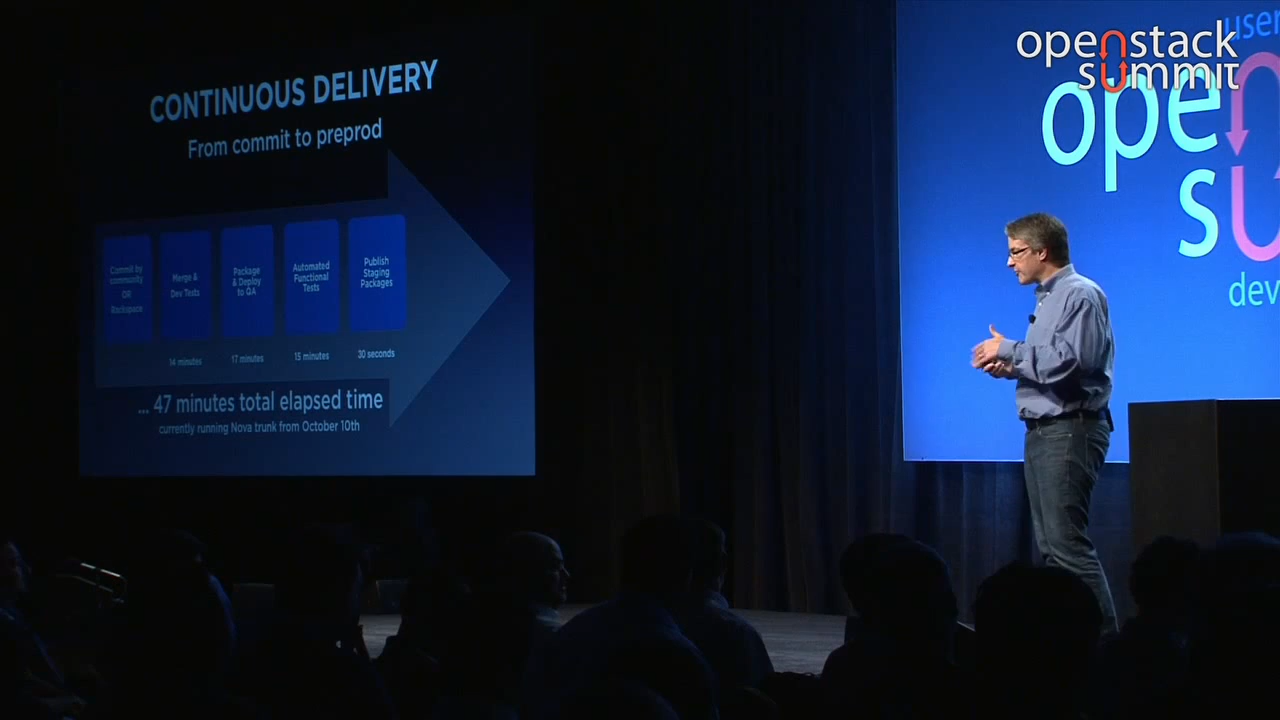 CONTINUOUS DELIVERY
From commit to preprod
Commit by
community
OR
Rackspace
Merge &
Dev Tests
Package
& Deploy
to QA
Automated
Functional
Tests
Publish
Staging
Packages
14 minutes
17 minutes
15 minutes
30 seconds
... 47 minutes total elapsed time
currently running Nova trunk from October 10th
openstack
summit
user
open
su
dev